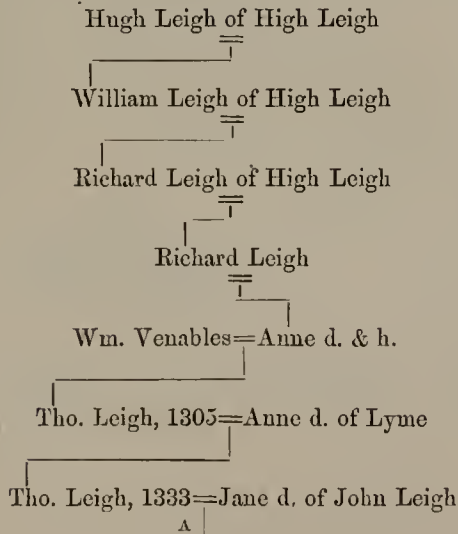 Hugh Leigh of High Leigh
William Leigh of High Leigh
Richard Leigh of High Leigh
Richard Leigh
Wm. Venables=Anne d. & h.
Tho. Leigh, 1305=Anne d. of Lyme
Tho. Leigh, 1333=Jane d. of John Leigh
A